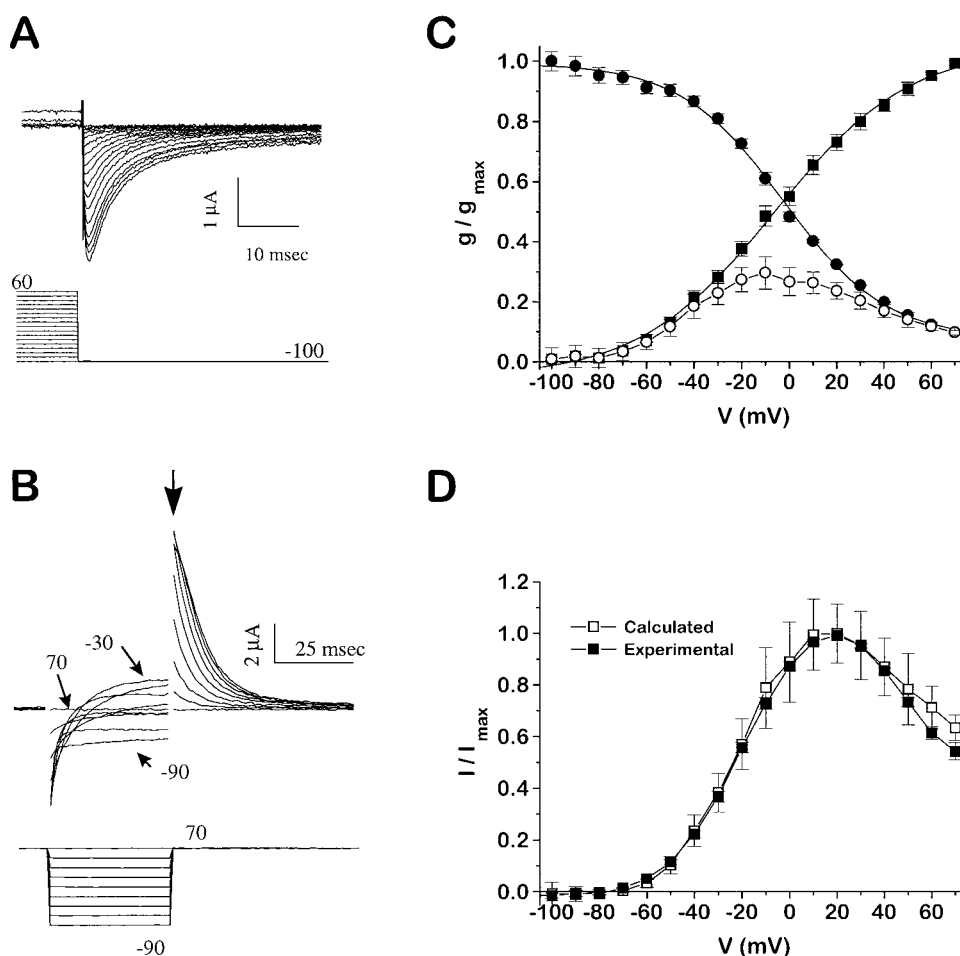 A
1 µA
10 msec
60
-100
B
-30
70
2 µA
25 msec
-90
70
-90
C
g / g max
1.0
0.8
0.6
0.4
0.2
0.0
-100 -80 -60 -40 -20 0 20 40 60
V (mV)
D
I / I max
1.2
1.0
0.8
0.6
0.4
0.2
0.0
Calculated
Experimental
-100 -80 -60 -40 -20 0 20 40 60
V (mV)